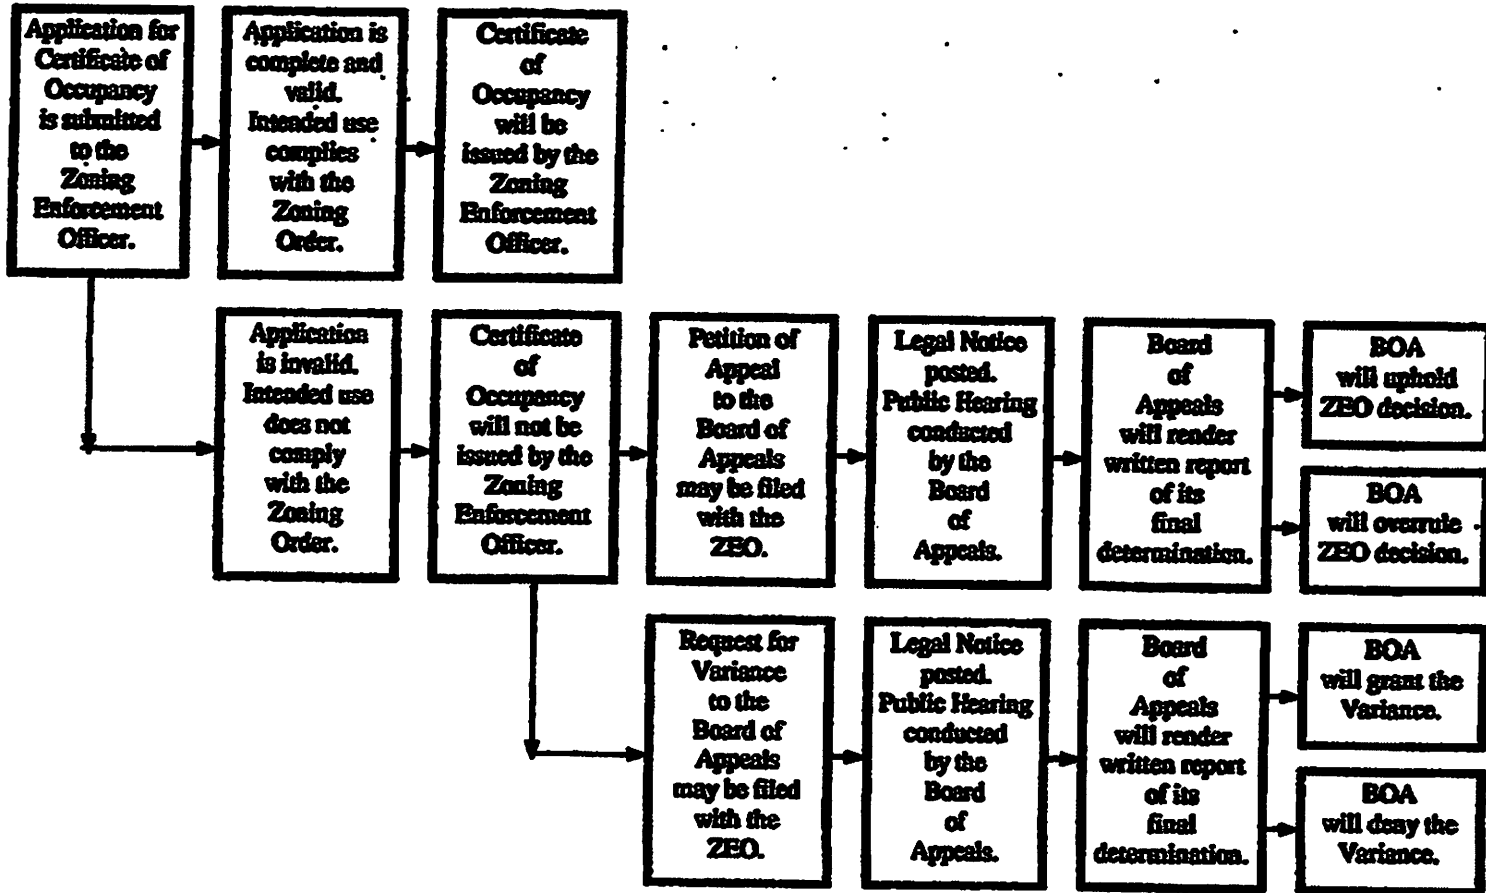 Application for
Certificate of
Occupancy
is submitted
to the
Zoning
Enforcement
Officer.
Application is
complete and
valid.
Intended use
complies
with the
Zoning
Order.
Certificate
of
Occupancy
will be
issued by the
Zoning
Enforcement
Officer.
Application
is invalid.
Intended use
does not
comply
with the
Zoning
Order.
Certificate
of
Occupancy
will not be
issued by the
Zoning
Enforcement
Officer.
Petition of
Appeal
to the
Board of
Appeals
may be filed
with the
ZEO.
Legal Notice
posted.
Public Hearing
conducted
by the
Board
of
Appeals.
Board
of
Appeals
will render
written report
of its
final
determination.
BOA
will uphold
ZEO decision.
BOA
will overrule
ZEO decision.
Request for
Variance
to the
Board of
Appeals
may be filed
with the
ZEO.
Legal Notice
posted.
Public Hearing
conducted
by the
Board
of
Appeals.
Board
of
Appeals
will render
written report
of its
final
determination.
BOA
will grant the
Variance.
BOA
will deny the
Variance.